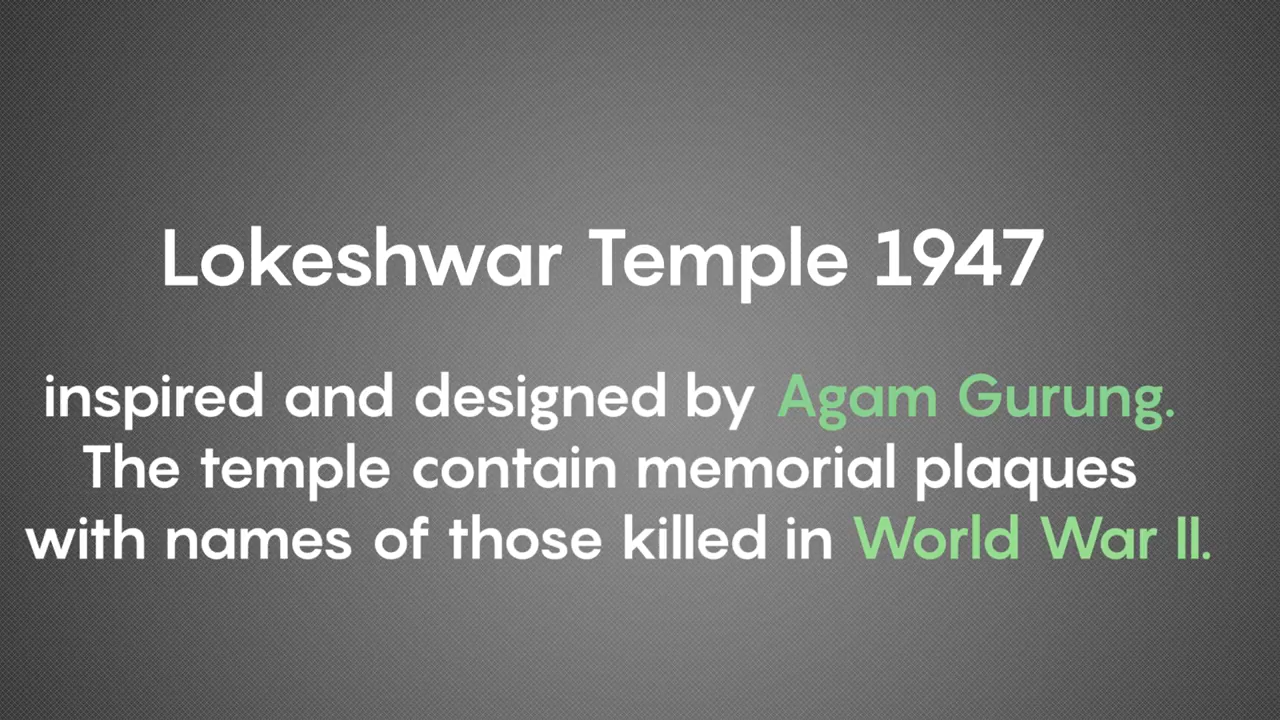 Lokeshwar Temple 1947
inspired and designed by Agam Gurung.
The temple contain memorial plaques
with names of those killed in World War II.